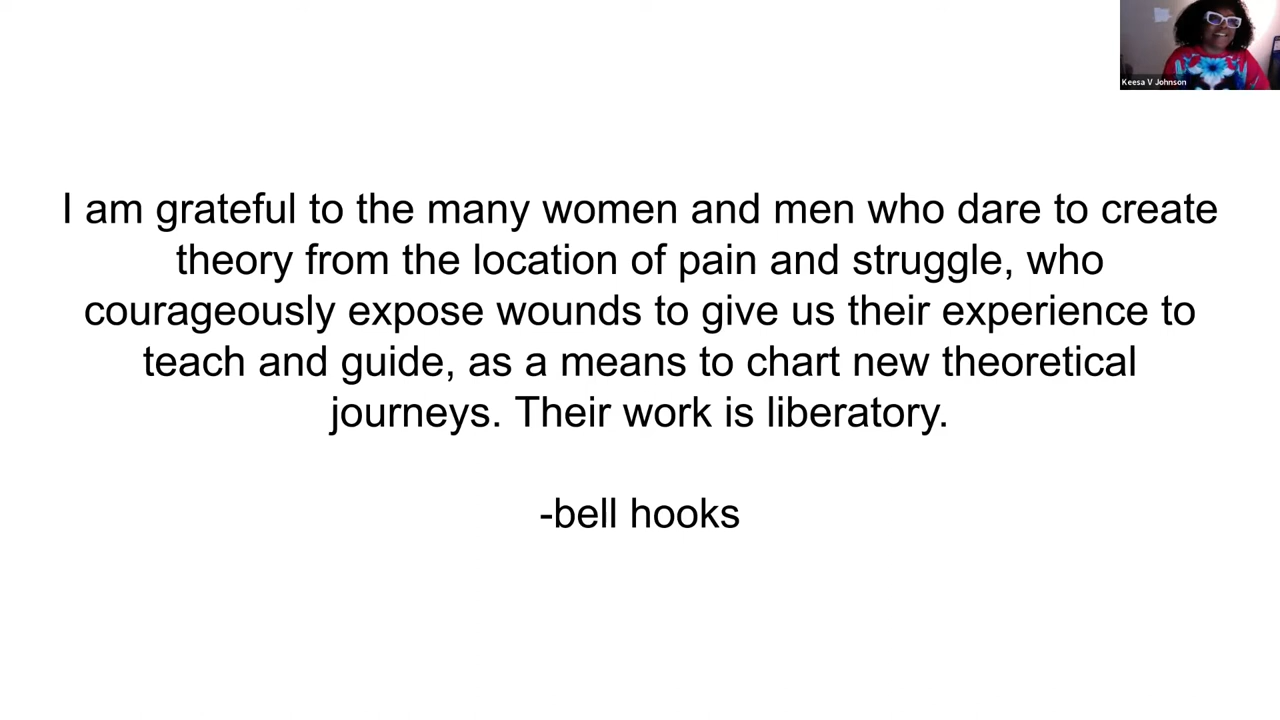 Keesa V Johnson
I am grateful to the many women and men who dare to create
theory from the location of pain and struggle, who
courageously expose wounds to give us their experience to
teach and guide, as a means to chart new theoretical
journeys. Their work is liberatory.
-bell hooks